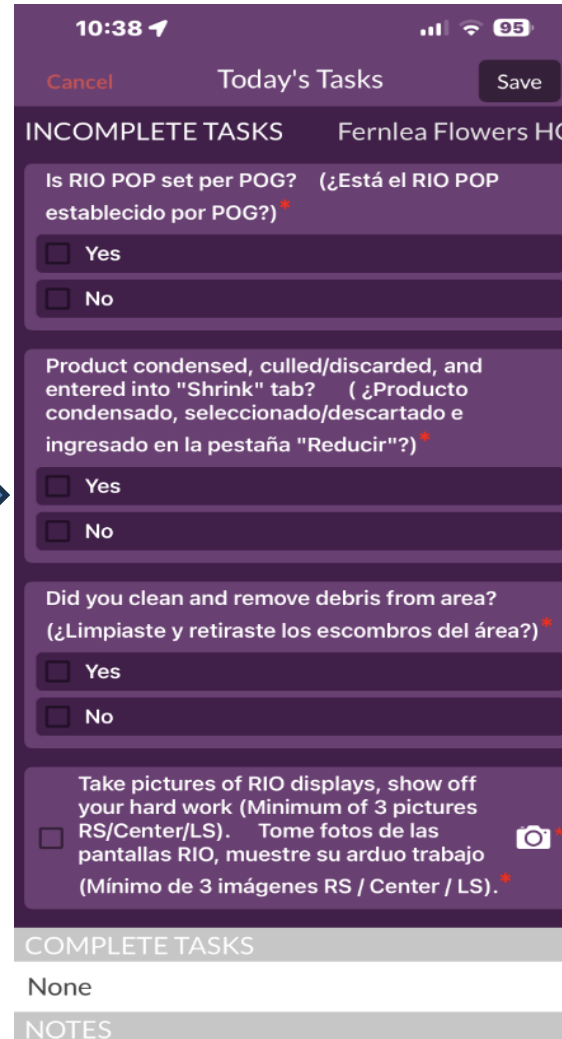 10:38
95
Cancel Today's Tasks Save
INCOMPLETE TASKS Fernlea Flowers HO
Is RIO POP set per POG? (¿Está el RIO POP
establecido por POG?)*
Yes
No
Product condensed, culled/discarded, and
entered into "Shrink" tab? ( ¿Producto
condensado, seleccionado/descartado e
ingresado en la pestaña "Reducir"?)*
Yes
No
Did you clean and remove debris from area?
(¿Limpiaste y retiraste los escombros del área?)*
Yes
No
Take pictures of RIO displays, show off
your hard work (Minimum of 3 pictures
RS/Center/LS). Tome fotos de las
pantallas RIO, muestre su arduo trabajo
(Mínimo de 3 imágenes RS / Center / LS).*
*
COMPLETE TASKS
None
NOTES